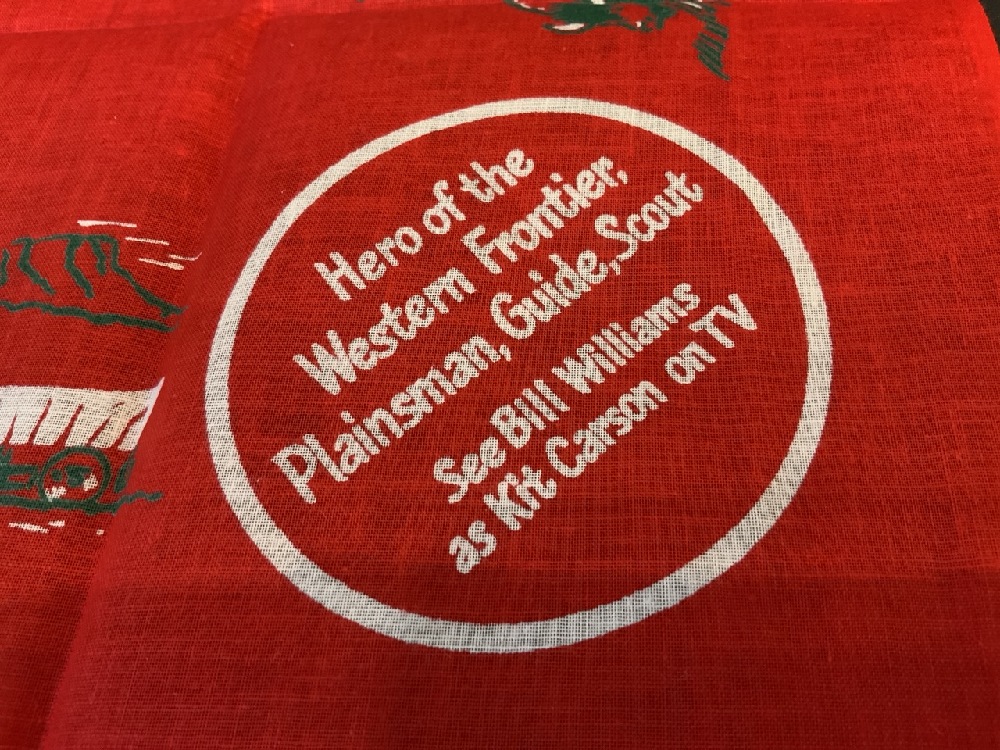 Hero of the
Western Frontier,
Plainsman, Guide, Scout
See Bill Williams
as Kit Carson on TV